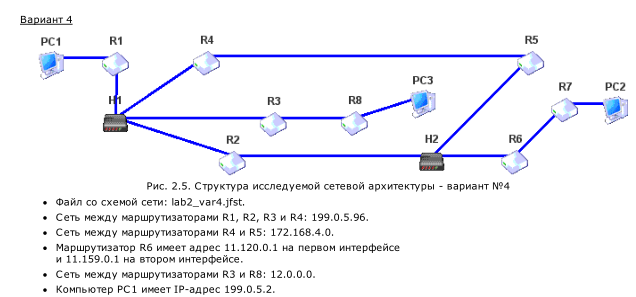 Вариант 4
PC1
R1
R4
R5
H1
R3
R8
PC3
R7
PC2
R2
H2
R6
Рис. 2.5. Структура исследуемой сетевой архитектуры - вариант №4
• Файл со схемой сети: lab2_var4.jfst.
• Сеть между маршрутизаторами R1, R2, R3 и R4: 199.0.5.96.
• Сеть между маршрутизаторами R4 и R5: 172.168.4.0.
• Маршрутизатор R6 имеет адрес 11.120.0.1 на первом интерфейсе
и 11.159.0.1 на втором интерфейсе.
• Сеть между маршрутизаторами R3 и R8: 12.0.0.0.
• Компьютер PC1 имеет IP-адрес 199.0.5.2.